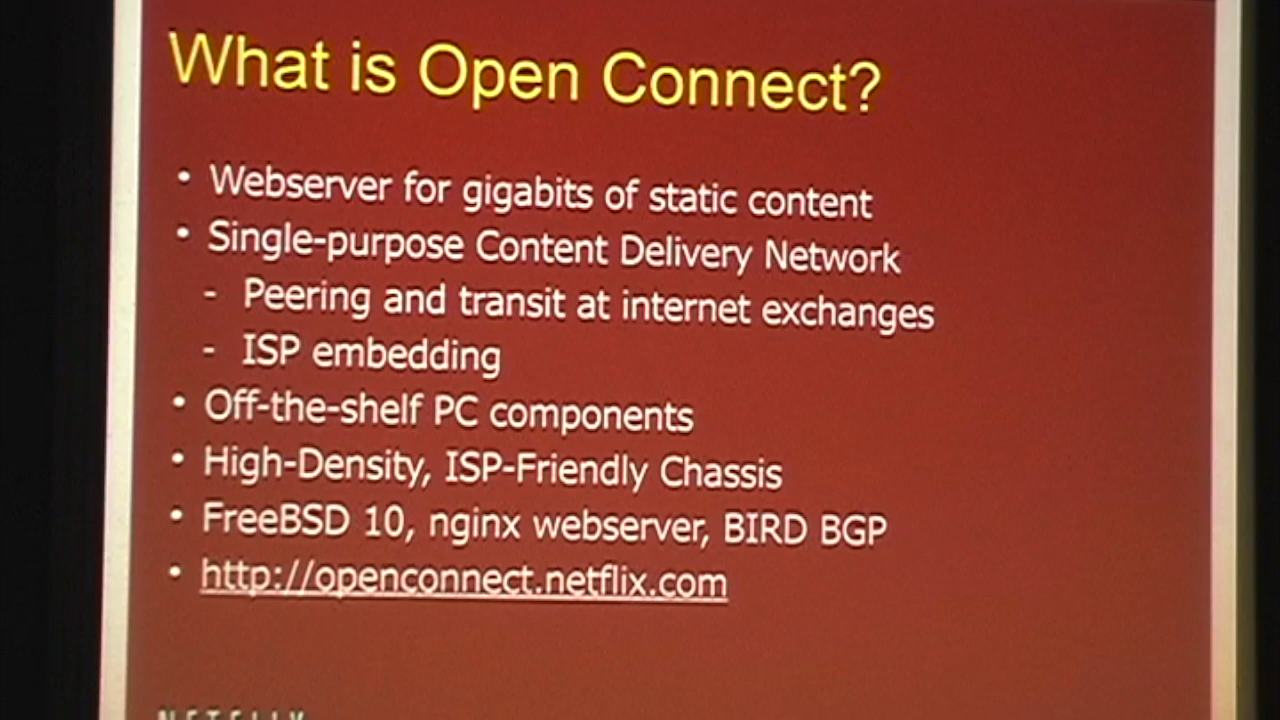 What is Open Connect?
• Webserver for gigabits of static content
• Single-purpose Content Delivery Network
- Peering and transit at internet exchanges
- ISP embedding
• Off-the-shelf PC components
• High-Density, ISP-Friendly Chassis
• FreeBSD 10, nginx webserver, BIRD BGP
• http://openconnect.netflix.com
NETFLIX